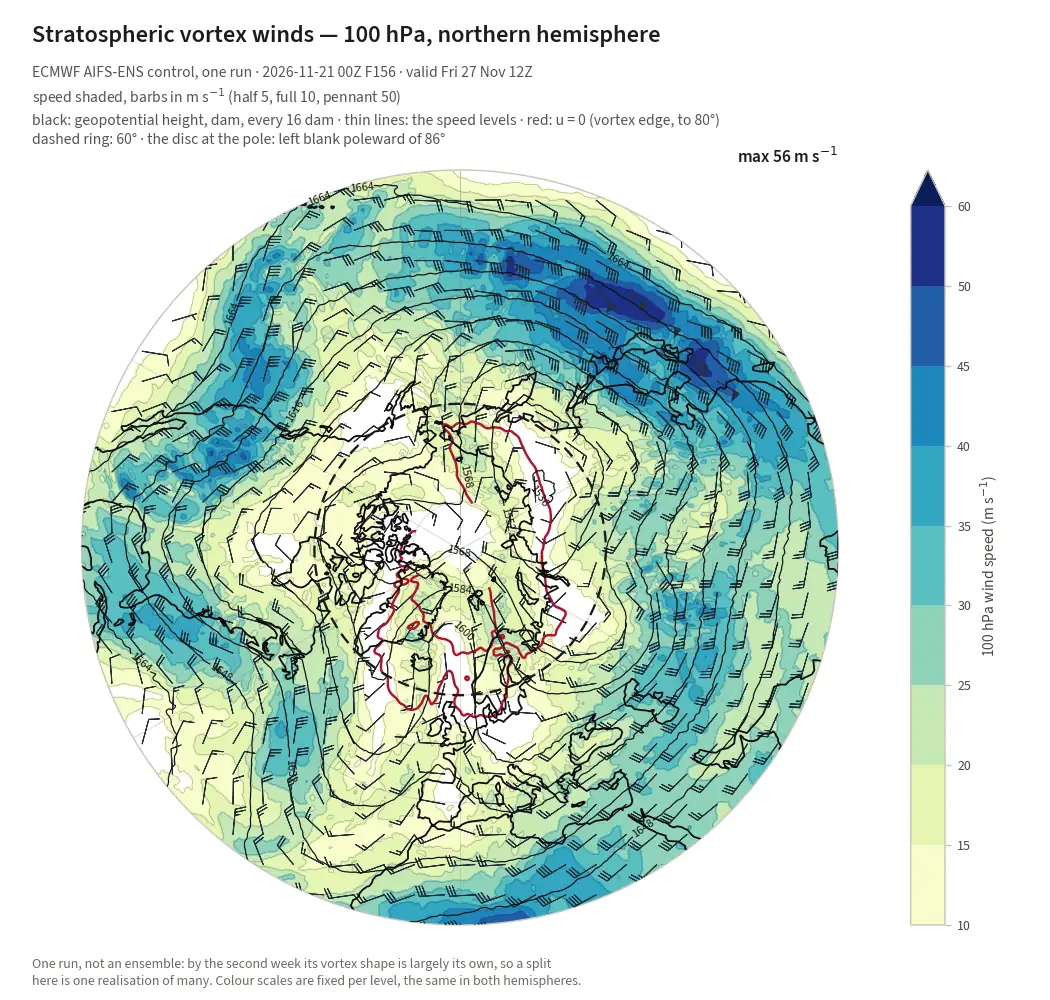 Stratospheric vortex winds — 100 hPa, northern hemisphere
ECMWF AIFS-ENS control, one run · 2026-11-21 00Z F156 · valid Fri 27 Nov 12Z
speed shaded, barbs in m s⁻¹ (half 5, full 10, pennant 50)
black: geopotential height, dam, every 16 dam · thin lines: the speed levels · red: u = 0 (vortex edge, to 80°)
dashed ring: 60° · the disc at the pole: left blank poleward of 86°
max 56 m s⁻¹
1664
1664
1664
1664
1616
1568
1568
1584
1600
1664
1648
1648
60
50
45
40
35
30
25
20
15
10
100 hPa wind speed (m s⁻¹)
One run, not an ensemble: by the second week its vortex shape is largely its own, so a split
here is one realisation of many. Colour scales are fixed per level, the same in both hemispheres.